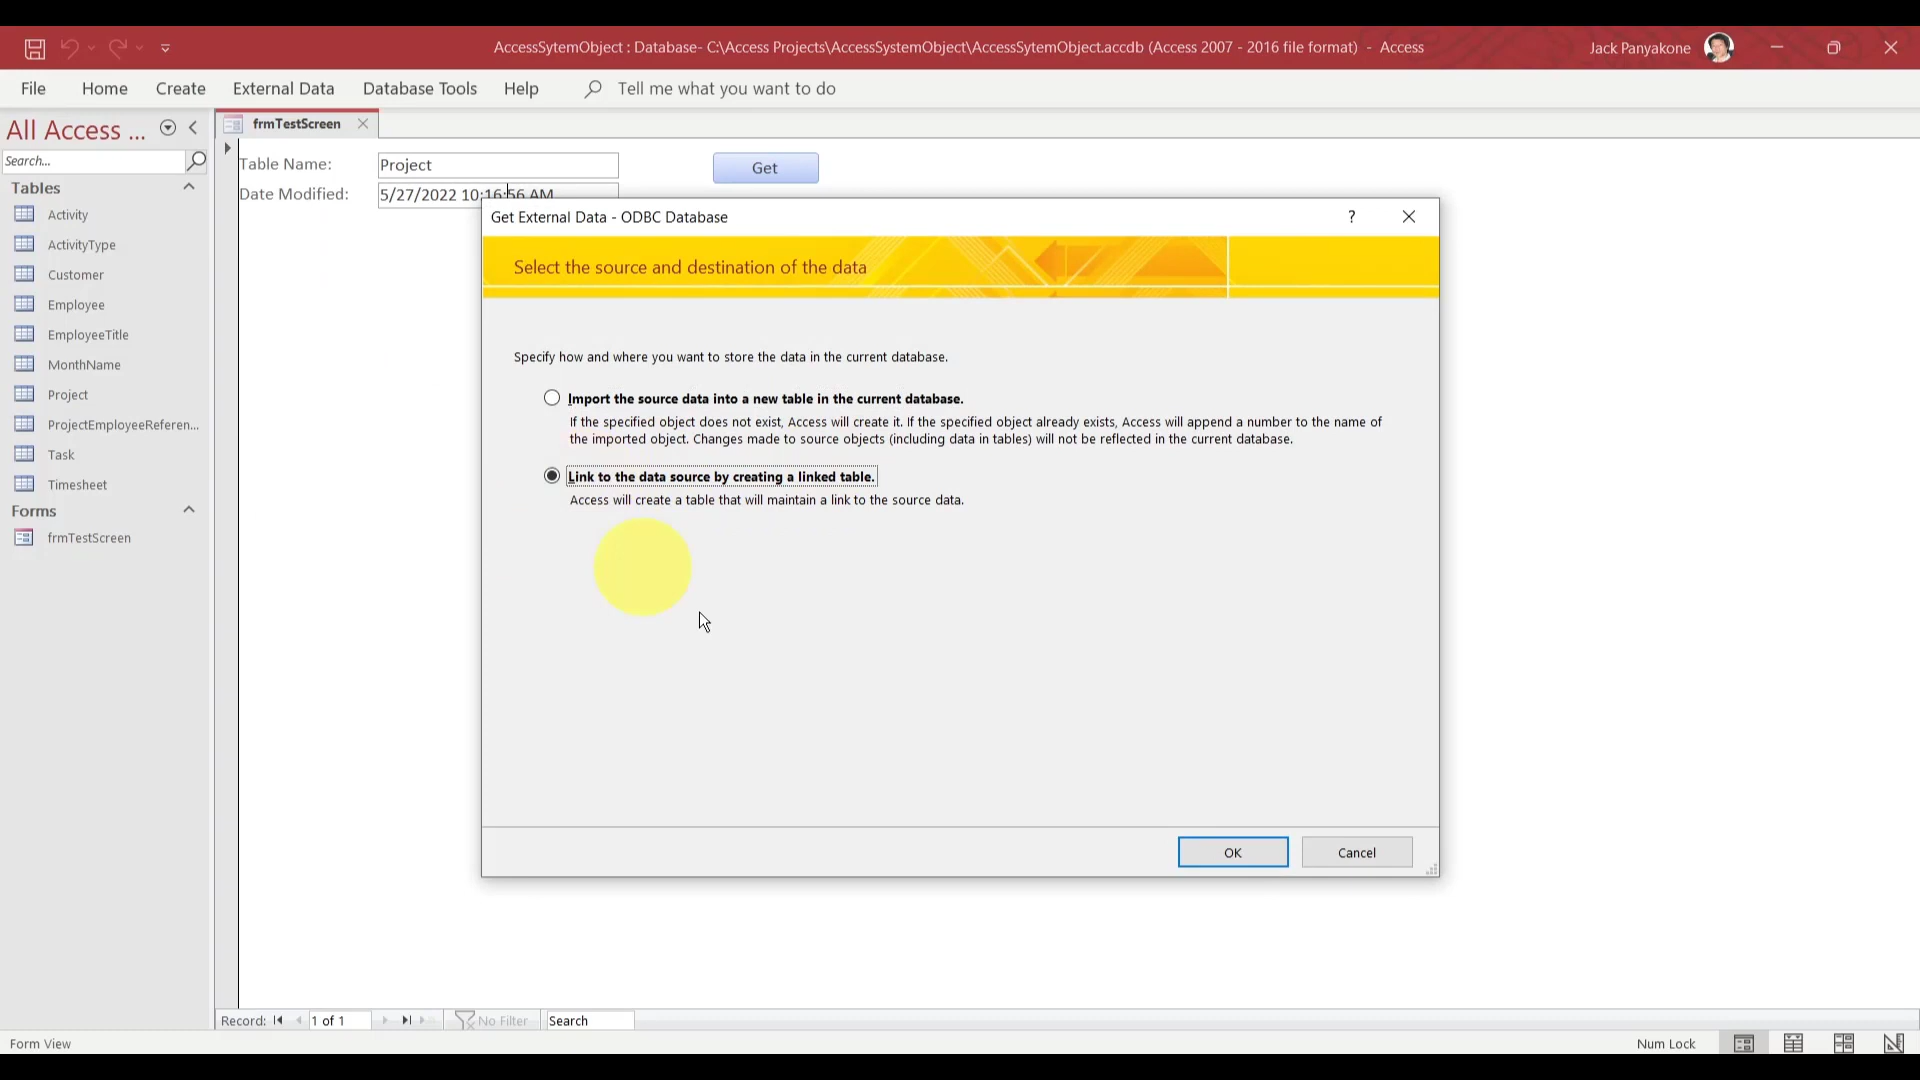 AccessSytemObject : Database- C:\Access Projects\AccessSystemObject\AccessSytemObject.accdb (Access 2007 - 2016 file format) - Access
Jack Panyakone
File Home Create External Data Database Tools Help Tell me what you want to do
All Access ...
Search...
Tables
Activity
ActivityType
Customer
Employee
EmployeeTitle
MonthName
Project
ProjectEmployeeReferen...
Task
Timesheet
Forms
frmTestScreen
frmTestScreen
Table Name: Project
Get
Date Modified: 5/27/2022 10:16:56 AM
Get External Data - ODBC Database
?
Select the source and destination of the data
Specify how and where you want to store the data in the current database.
Import the source data into a new table in the current database.
If the specified object does not exist, Access will create it. If the specified object already exists, Access will append a number to the name of
the imported object. Changes made to source objects (including data in tables) will not be reflected in the current database.
Link to the data source by creating a linked table.
Access will create a table that will maintain a link to the source data.
OK
Cancel
Record: 1 of 1 No Filter Search
Form View
Num Lock